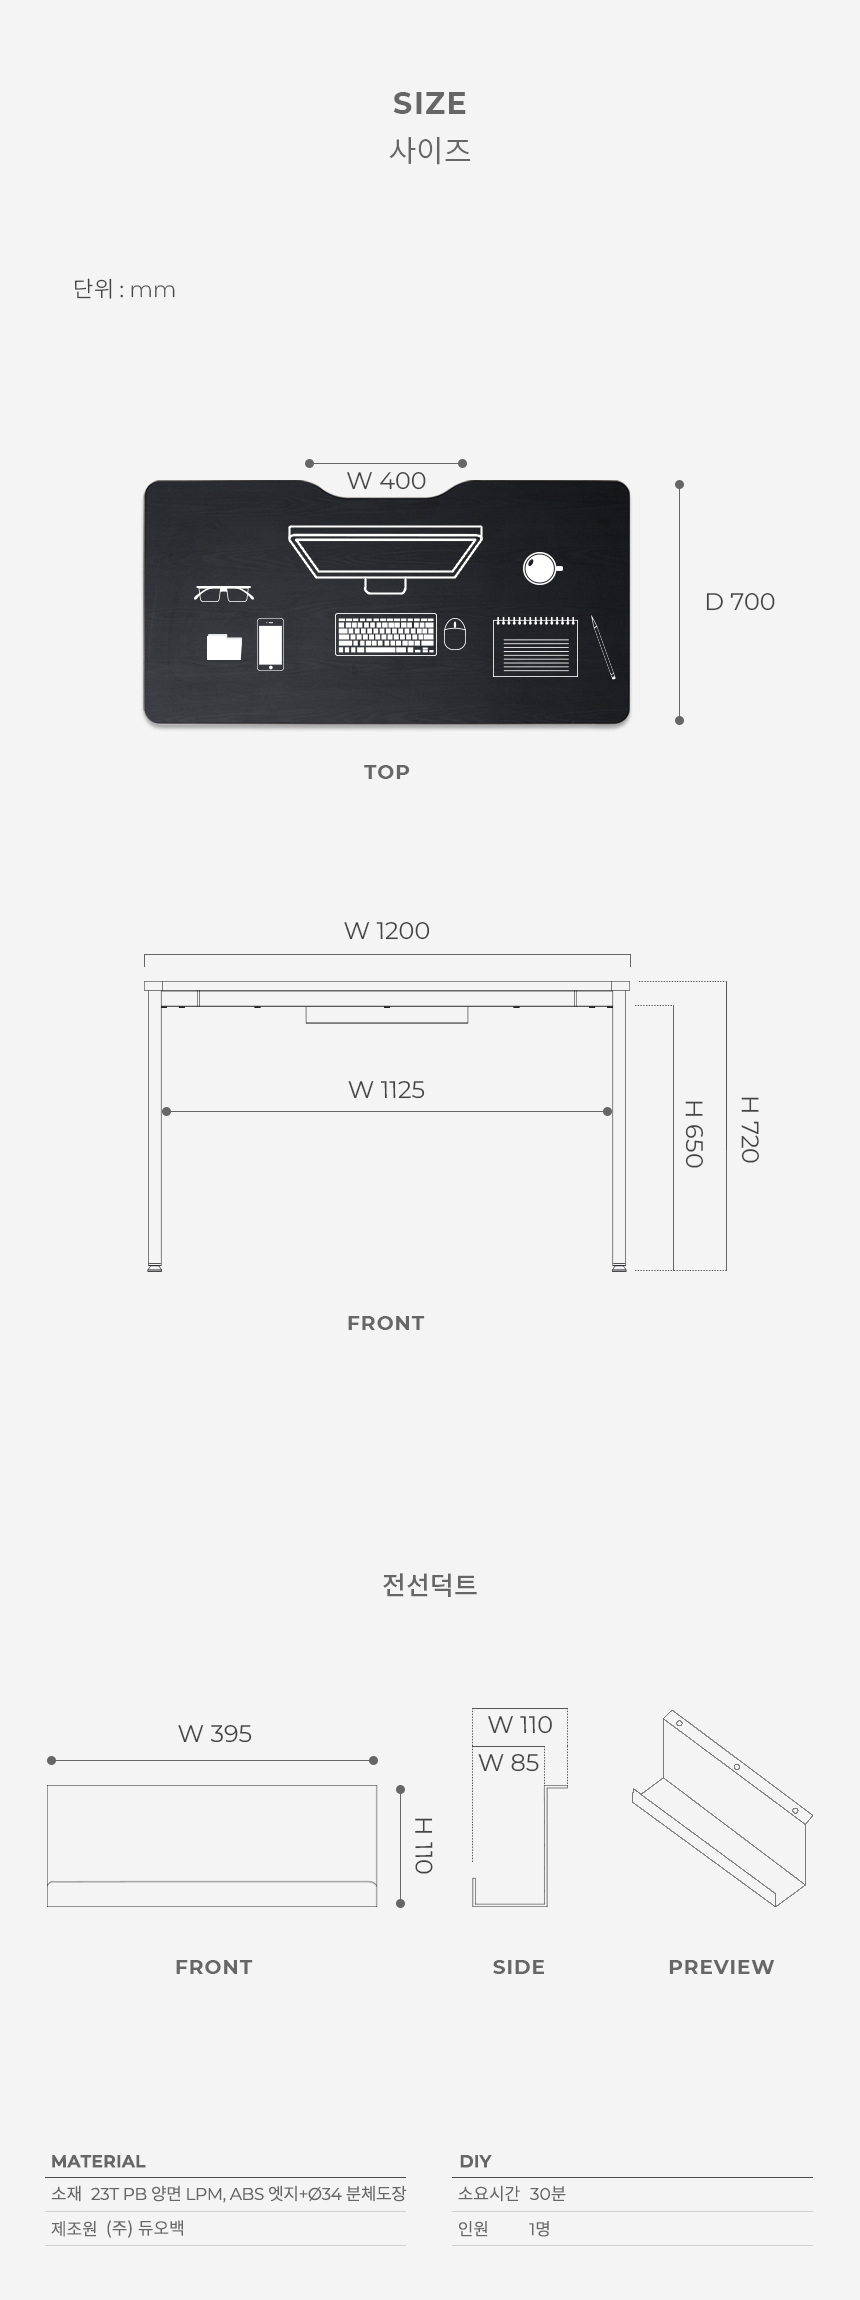 SIZE
사이즈
단위 : mm
W 400
D 700
TOP
W 1200
W 1125
H 650
H 720
FRONT
전선덕트
W 395
H 110
W 110
W 85
FRONT
SIDE
PREVIEW
MATERIAL
소재 23T PB 양면 LPM, ABS 엣지+Ø34 분체도장
제조원 (주) 듀오백
DIY
소요시간 30분
인원 1명